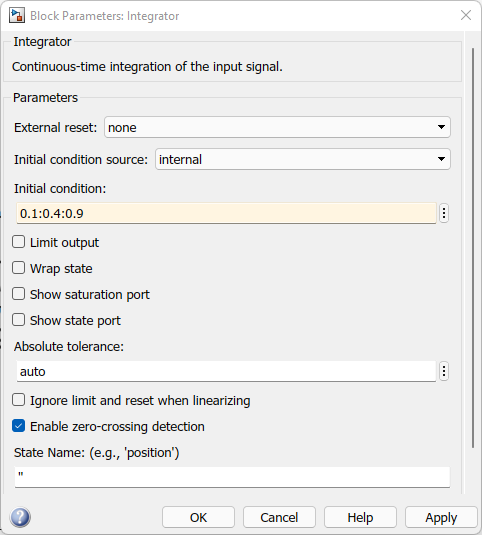 Block Parameters: Integrator
Integrator
Continuous-time integration of the input signal.
Parameters
External reset: none
Initial condition source: internal
Initial condition:
0.1:0.4:0.9
Limit output
Wrap state
Show saturation port
Show state port
Absolute tolerance:
auto
Ignore limit and reset when linearizing
Enable zero-crossing detection
State Name: (e.g., 'position')
''
OK Cancel Help Apply